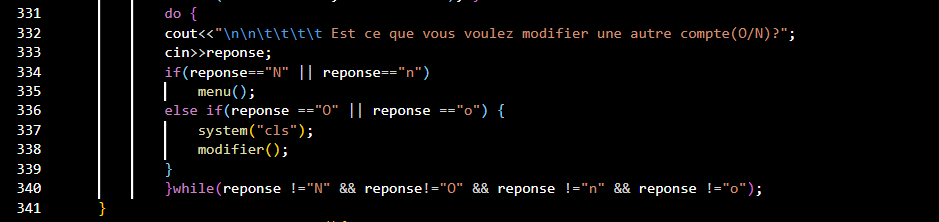 331 do {
332 cout<<"\n\n\t\t\t\t Est ce que vous voulez modifier une autre compte(O/N)?";
333 cin>>reponse;
334 if(reponse=="N" || reponse=="n")
335 menu();
336 else if(reponse =="O" || reponse =="o") {
337 system("cls");
338 modifier();
339 }
340 }while(reponse !="N" && reponse!="O" && reponse !="n" && reponse !="o");
341 }